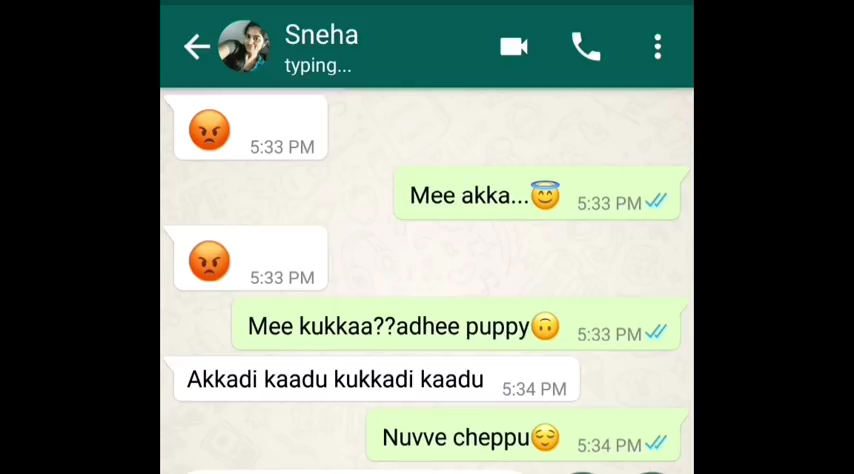 Sneha
typing...
😡 5:33 PM
Mee akka...😇 5:33 PM
😡 5:33 PM
Mee kukkaa??adhee puppy🙃 5:33 PM
Akkadi kaadu kukkadi kaadu 5:34 PM
Nuvve cheppu😌 5:34 PM